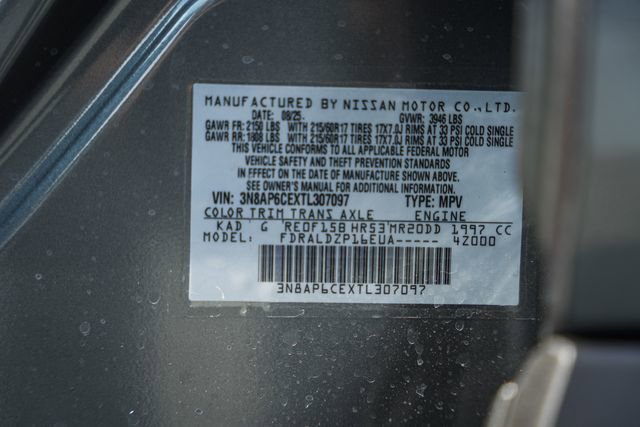 MANUFACTURED BY NISSAN MOTOR CO.,LTD.
DATE: 08/25 GVWR: 3946 LBS
GAWR FR: 2150 LBS WITH 215/60R17 TIRES 17X7.0J RIMS AT 33 PSI COLD SINGLE
GAWR RR: 1808 LBS WITH 215/60R17 TIRES 17X7.0J RIMS AT 33 PSI COLD SINGLE
THIS VEHICLE CONFORMS TO ALL APPLICABLE FEDERAL MOTOR
VEHICLE SAFETY AND THEFT PREVENTION STANDARDS
IN EFFECT ON THE DATE OF MANUFACTURE SHOWN ABOVE.
SEE OWNER'S MANUAL FOR ADDITIONAL INFORMATION.
VIN: 3N8AP6CEXTL307097 TYPE: MPV
COLOR TRIM TRANS AXLE ENGINE
KAD G RE0F15B HR53 MR20DD 1997 CC
FDRALDZP16EUA----- 4Z000
3N8AP6CEXTL307097